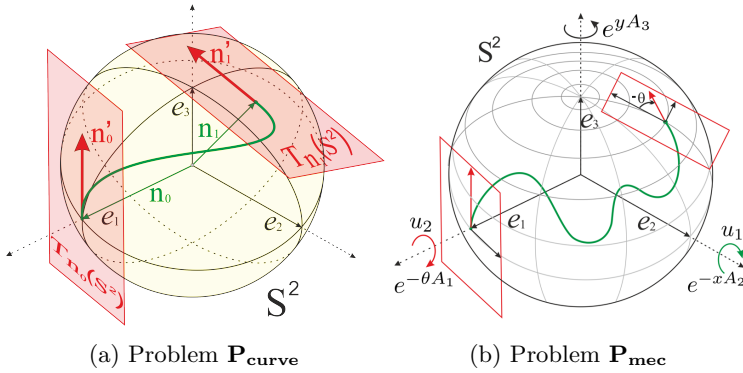 n'₁
e₃
n₁
T_{n₁}(S²)
n'₀
n₀
e₁
e₂
T_{n₀}(S²)
S²
(a) Problem P_curve
e^{yA₃}
S²
-θ
e₃
u₂
e₁
e₂
u₁
e^{-θA₁}
e^{-xA₂}
(b) Problem P_mec